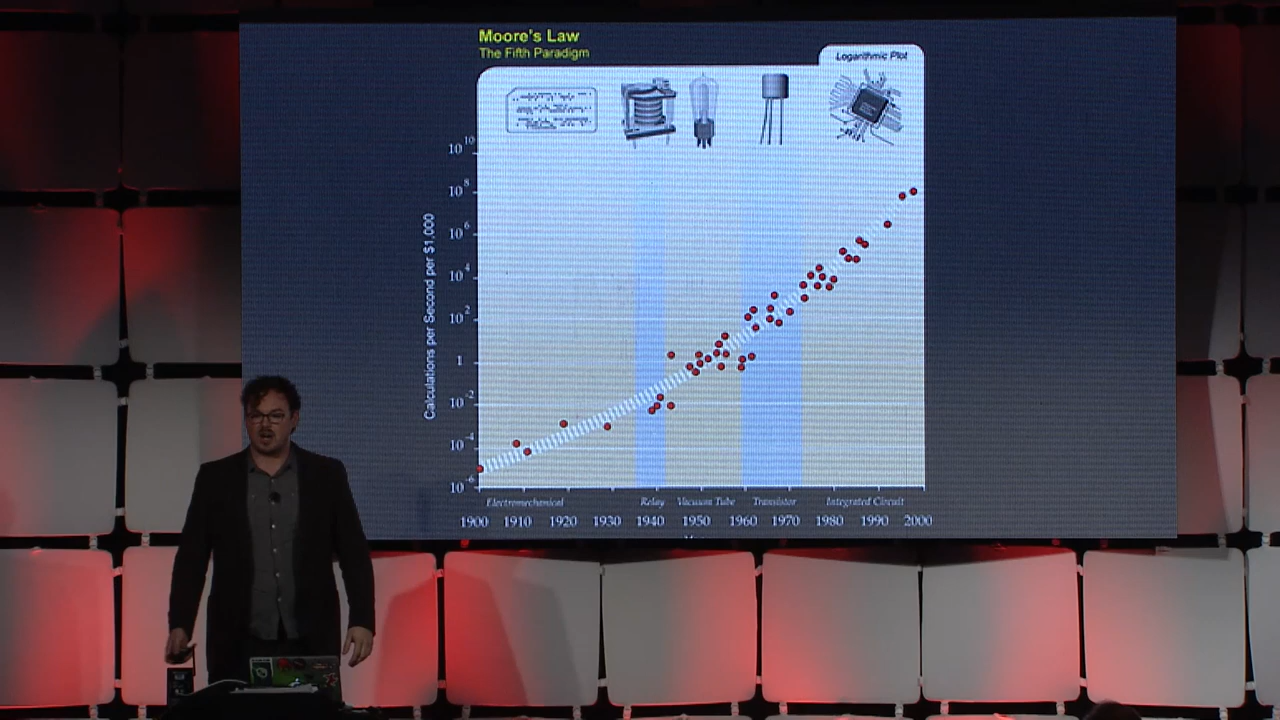 Moore's Law
The Fifth Paradigm
Logarithmic Plot
Calculations per Second per $1,000
10^10
10^8
10^6
10^4
10^2
1
10^-2
10^-4
10^-6
Electromechanical Relay Vacuum Tube Transistor Integrated Circuit
1900 1910 1920 1930 1940 1950 1960 1970 1980 1990 2000